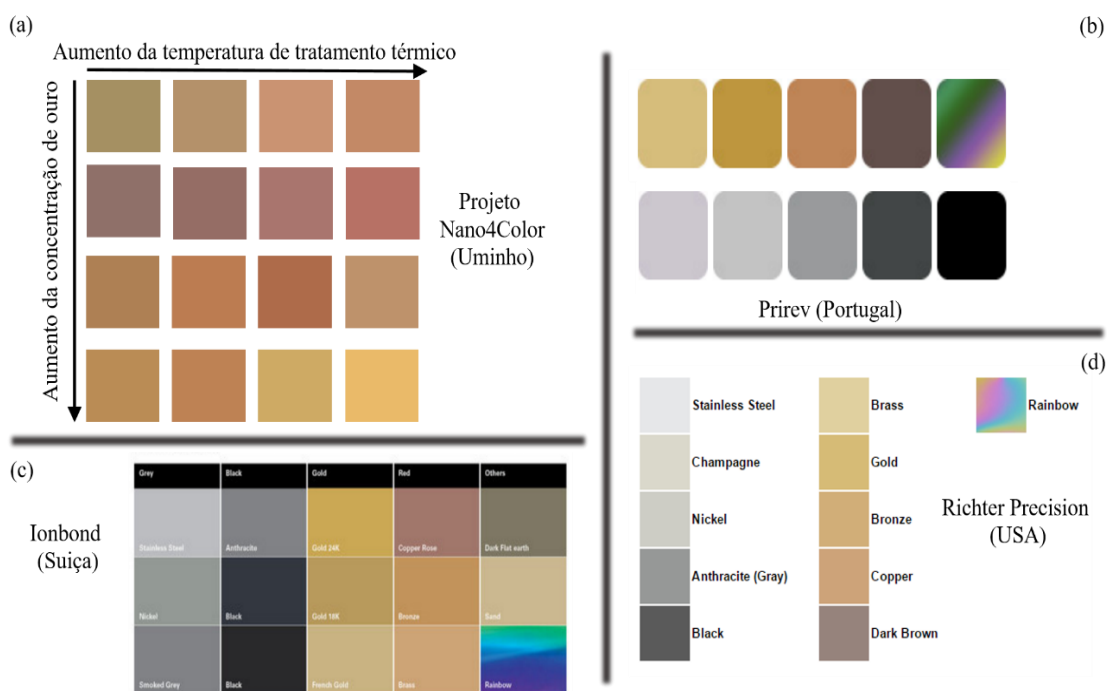 (a)
Aumento da temperatura de tratamento térmico
Aumento da concentração de ouro
Projeto
Nano4Color
(Uminho)
(b)
Prirev (Portugal)
(c)
Ionbond
(Suiça)
Grey Black Gold Red Others
Stainless Steel Anthracite Gold 24K Copper Rose Dark Flat earth
Nickel Black Gold 18K Bronze Sand
Smoked Grey Black French Gold Brass Rainbow
(d)
Stainless Steel Brass Rainbow
Champagne Gold
Nickel Bronze
Anthracite (Gray) Copper
Black Dark Brown
Richter Precision
(USA)